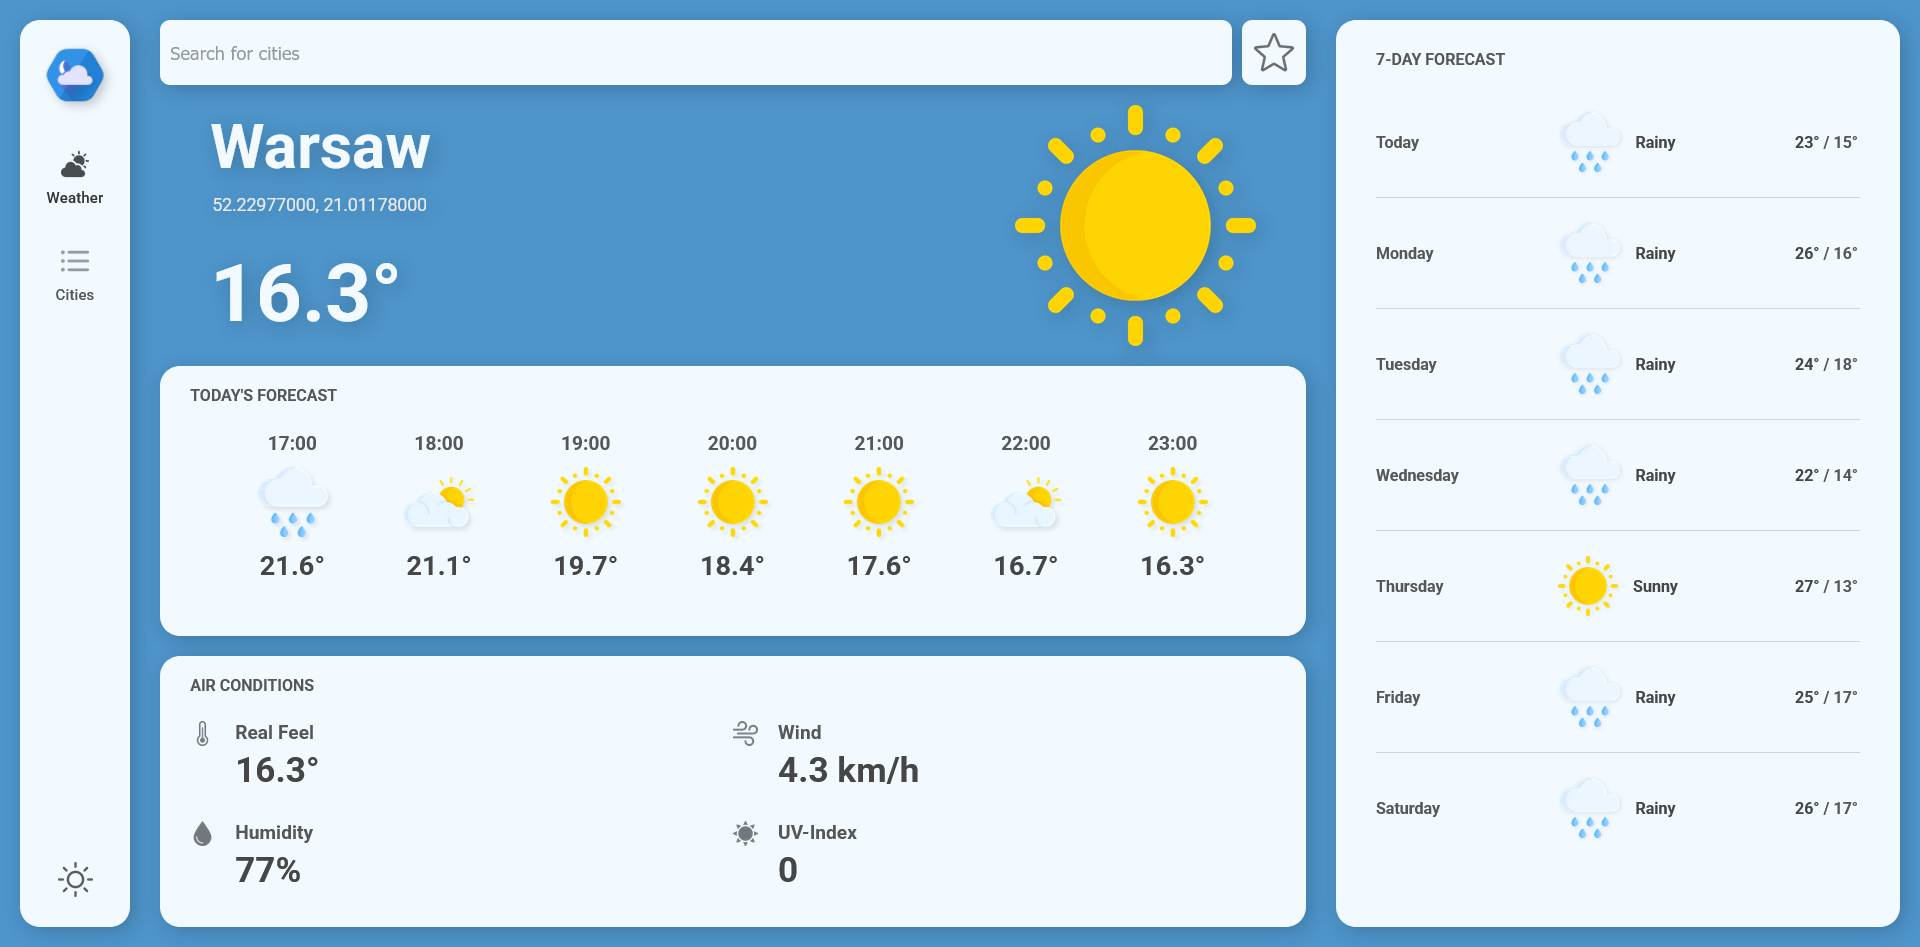 Weather
Cities
Search for cities
Warsaw
52.22977000, 21.01178000
16.3°
TODAY'S FORECAST
17:00 18:00 19:00 20:00 21:00 22:00 23:00
21.6° 21.1° 19.7° 18.4° 17.6° 16.7° 16.3°
AIR CONDITIONS
Real Feel
16.3°
Wind
4.3 km/h
Humidity
77%
UV-Index
0
7-DAY FORECAST
Today Rainy 23° / 15°
Monday Rainy 26° / 16°
Tuesday Rainy 24° / 18°
Wednesday Rainy 22° / 14°
Thursday Sunny 27° / 13°
Friday Rainy 25° / 17°
Saturday Rainy 26° / 17°